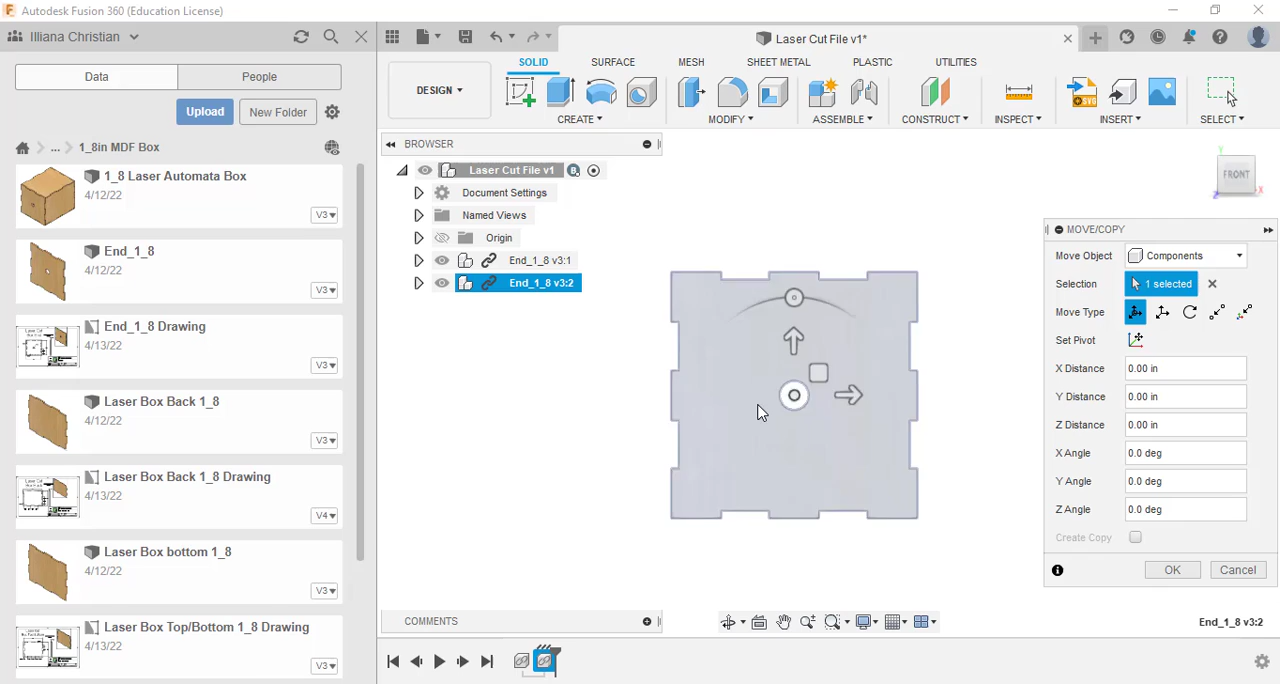 Autodesk Fusion 360 (Education License)
Illiana Christian
Data
People
Upload
New Folder
... 1_8in MDF Box
1_8 Laser Automata Box
4/12/22
V3
End_1_8
4/12/22
V3
End_1_8 Drawing
4/13/22
V3
Laser Box Back 1_8
4/12/22
V3
Laser Box Back 1_8 Drawing
4/13/22
V4
Laser Box bottom 1_8
4/12/22
V3
Laser Box Top/Bottom 1_8 Drawing
4/13/22
V3
Laser Cut File v1*
DESIGN
SOLID SURFACE MESH SHEET METAL PLASTIC UTILITIES
CREATE MODIFY ASSEMBLE CONSTRUCT INSPECT INSERT SELECT
BROWSER
Laser Cut File v1
Document Settings
Named Views
Origin
End_1_8 v3:1
End_1_8 v3:2
FRONT
Y
X
Z
MOVE/COPY
Move Object Components
Selection 1 selected
Move Type
Set Pivot
X Distance 0.00 in
Y Distance 0.00 in
Z Distance 0.00 in
X Angle 0.0 deg
Y Angle 0.0 deg
Z Angle 0.0 deg
Create Copy
OK Cancel
COMMENTS
End_1_8 v3:2